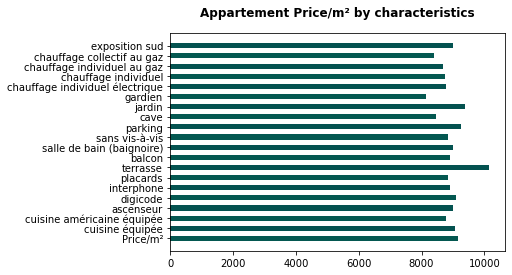 Appartement Price/m² by characteristics
exposition sud
chauffage collectif au gaz
chauffage individuel au gaz
chauffage individuel
chauffage individuel électrique
gardien
jardin
cave
parking
sans vis-à-vis
salle de bain (baignoire)
balcon
terrasse
placards
interphone
digicode
ascenseur
cuisine américaine équipée
cuisine équipée
Price/m²
0 2000 4000 6000 8000 10000